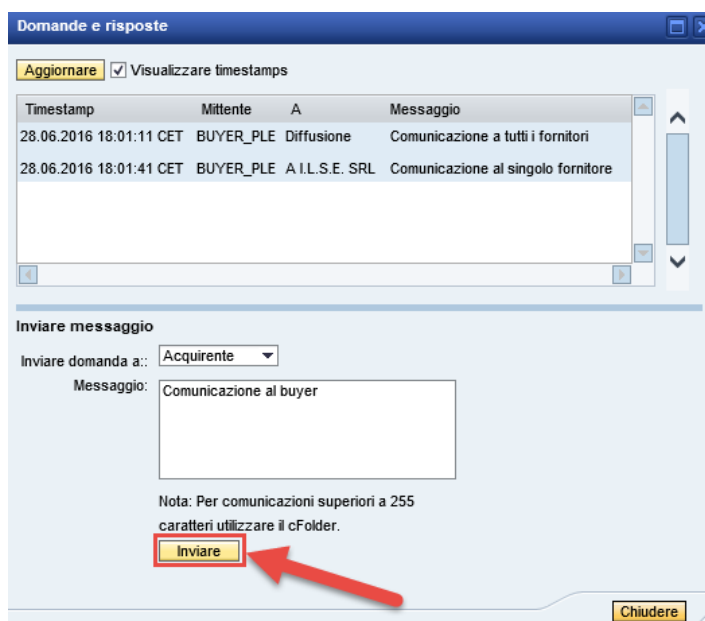 Domande e risposte
Aggiornare Visualizzare timestamps
Timestamp Mittente A Messaggio
28.06.2016 18:01:11 CET BUYER_PLE Diffusione Comunicazione a tutti i fornitori
28.06.2016 18:01:41 CET BUYER_PLE A I.L.S.E. SRL Comunicazione al singolo fornitore
Inviare messaggio
Inviare domanda a:: Acquirente
Messaggio: Comunicazione al buyer
Nota: Per comunicazioni superiori a 255
caratteri utilizzare il cFolder.
Inviare
Chiudere